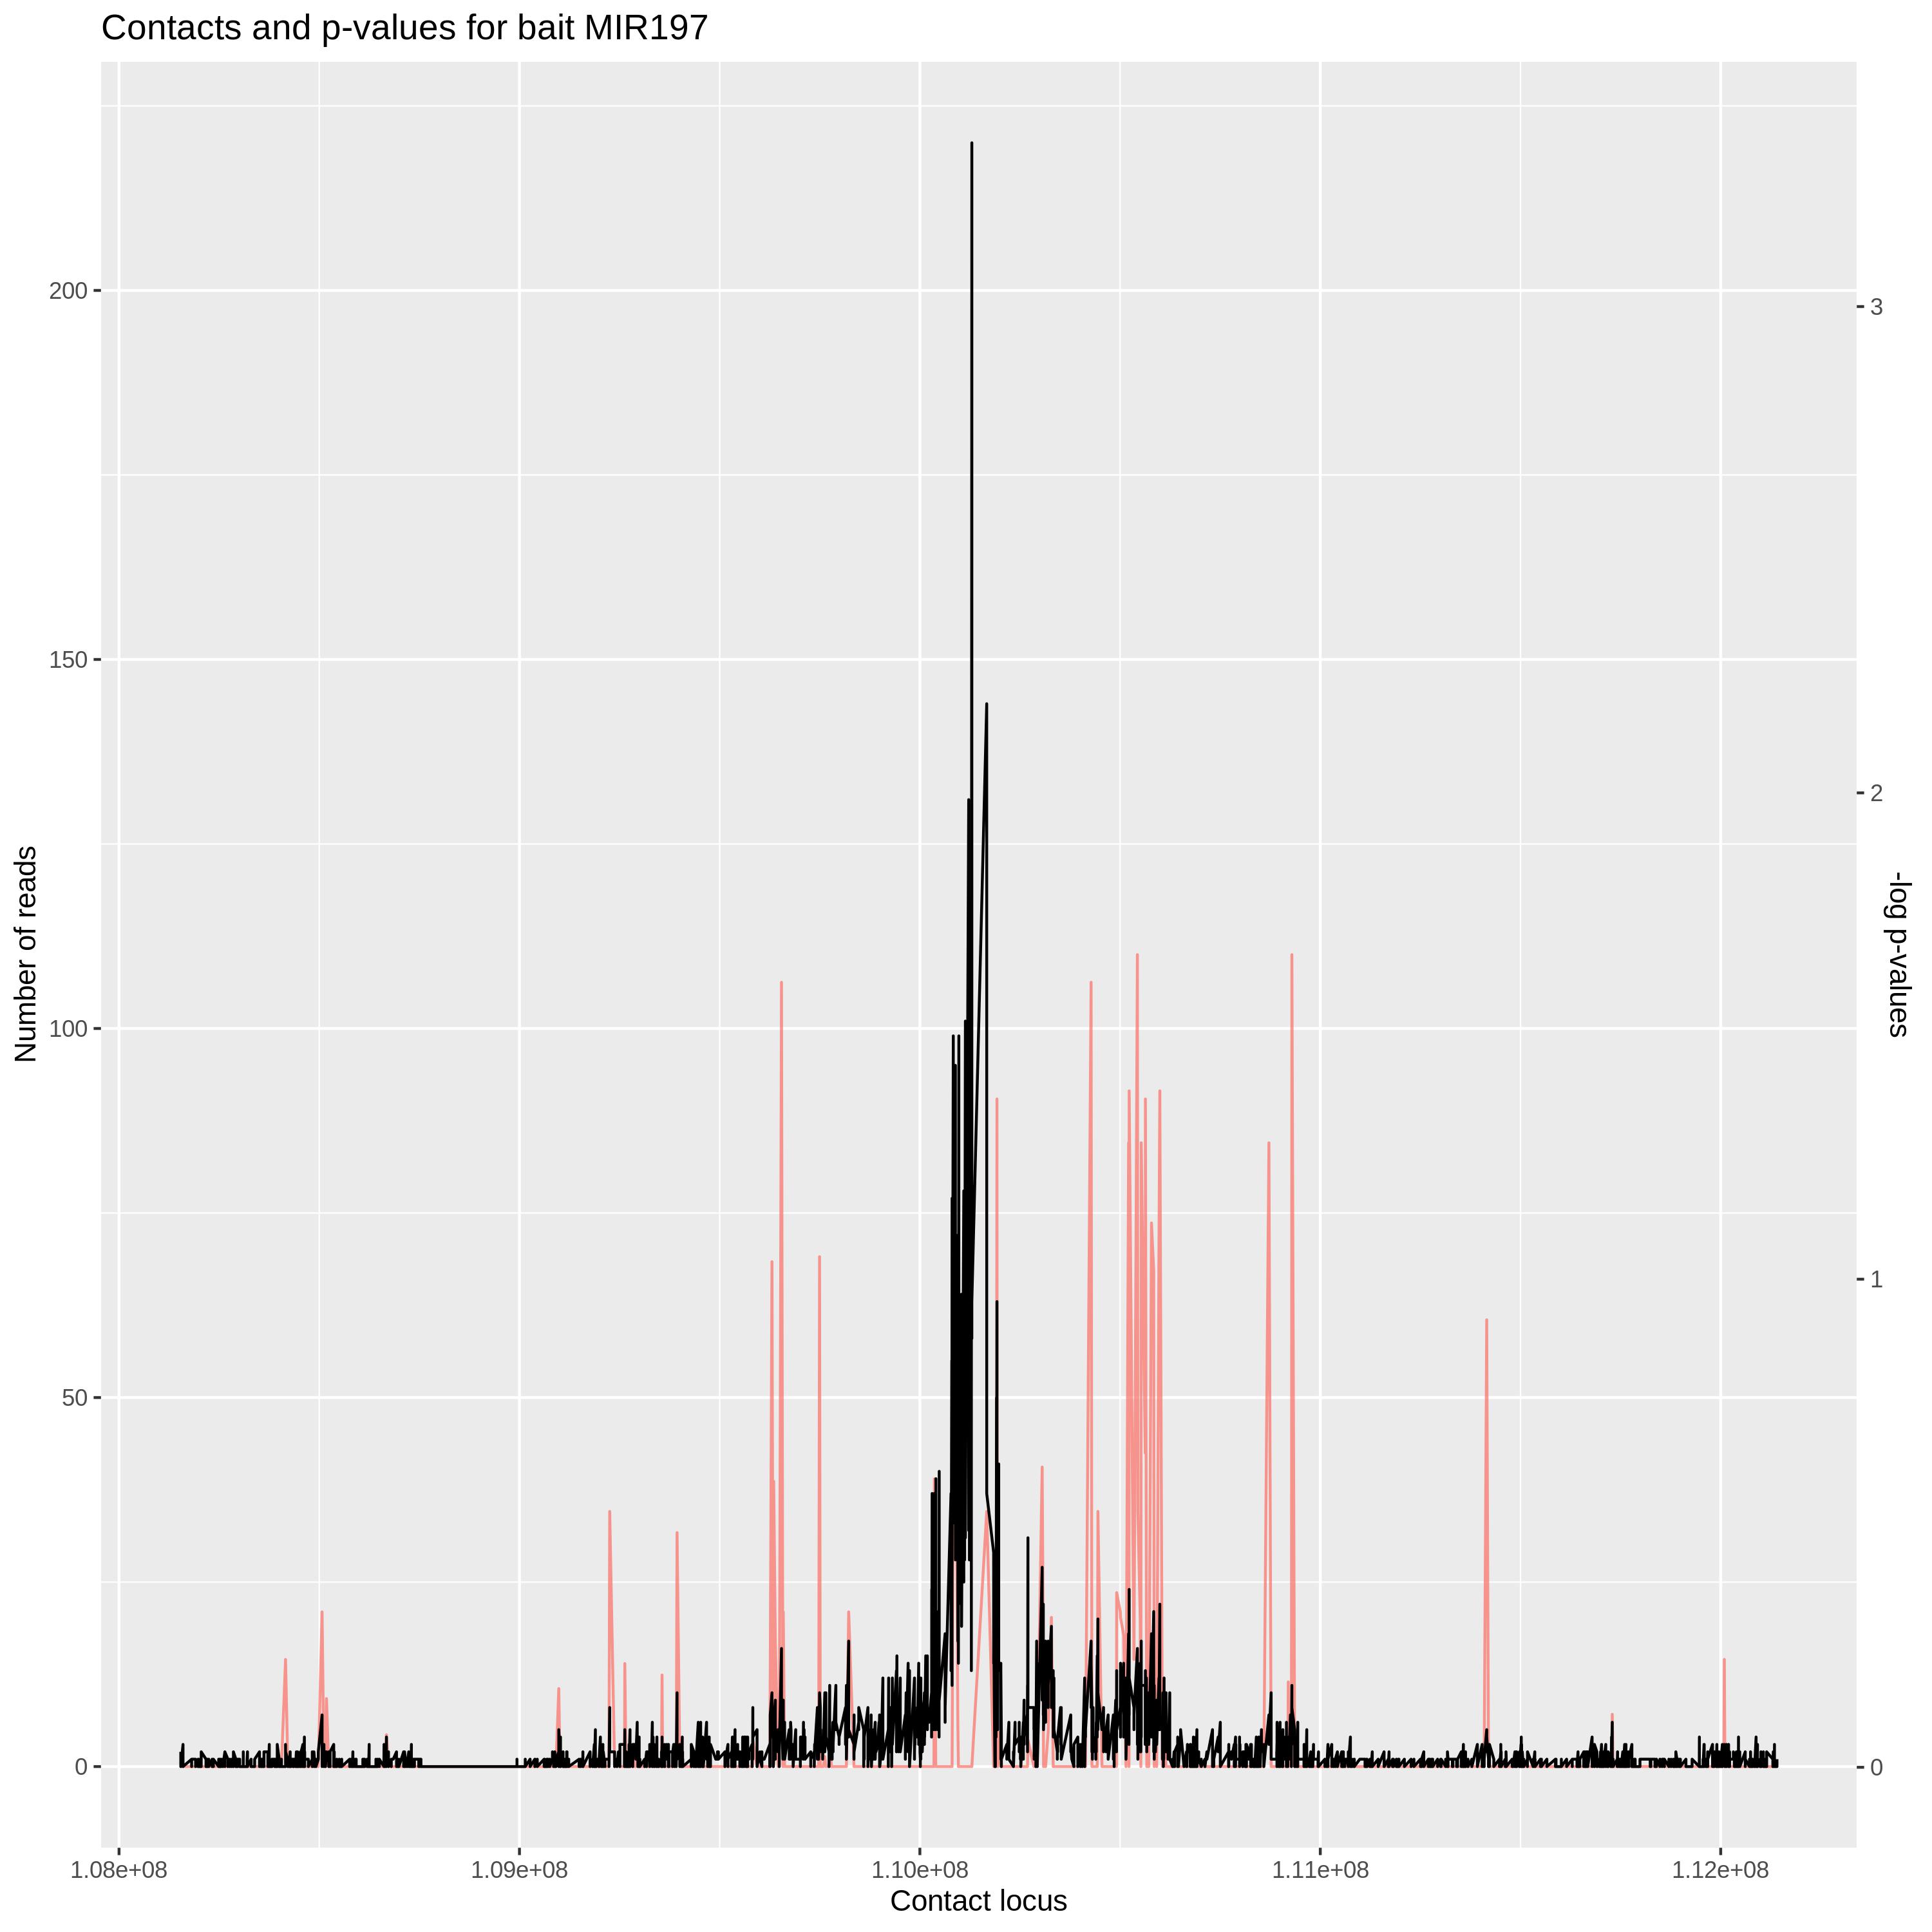 Contacts and p-values for bait MIR197
200
150
100
50
0
Number of reads
3
2
1
0
-log p-values
1.08e+08
1.09e+08
1.10e+08
1.11e+08
1.12e+08
Contact locus